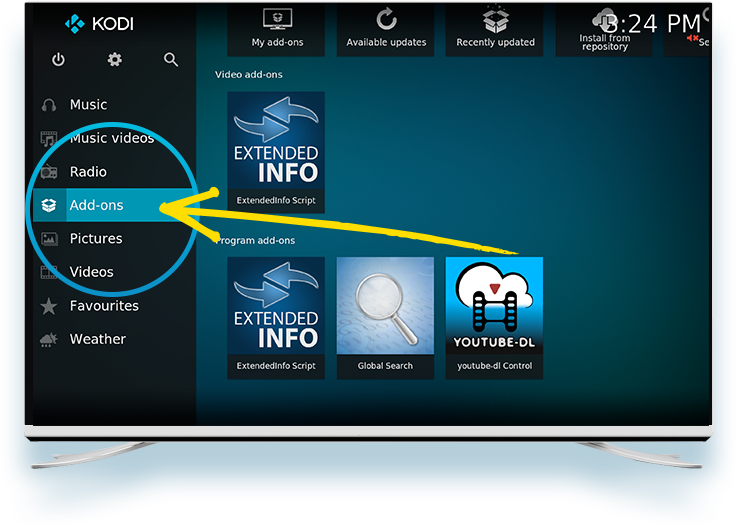 KODI
3:24 PM
My add-ons
Available updates
Recently updated
Install from
repository
Se
Video add-ons
EXTENDED
INFO
ExtendedInfo Script
Music
Music videos
Radio
Add-ons
Pictures
Videos
Favourites
Weather
Program add-ons
EXTENDED
INFO
ExtendedInfo Script
Global Search
YOUTUBE-DL
youtube-dl Control